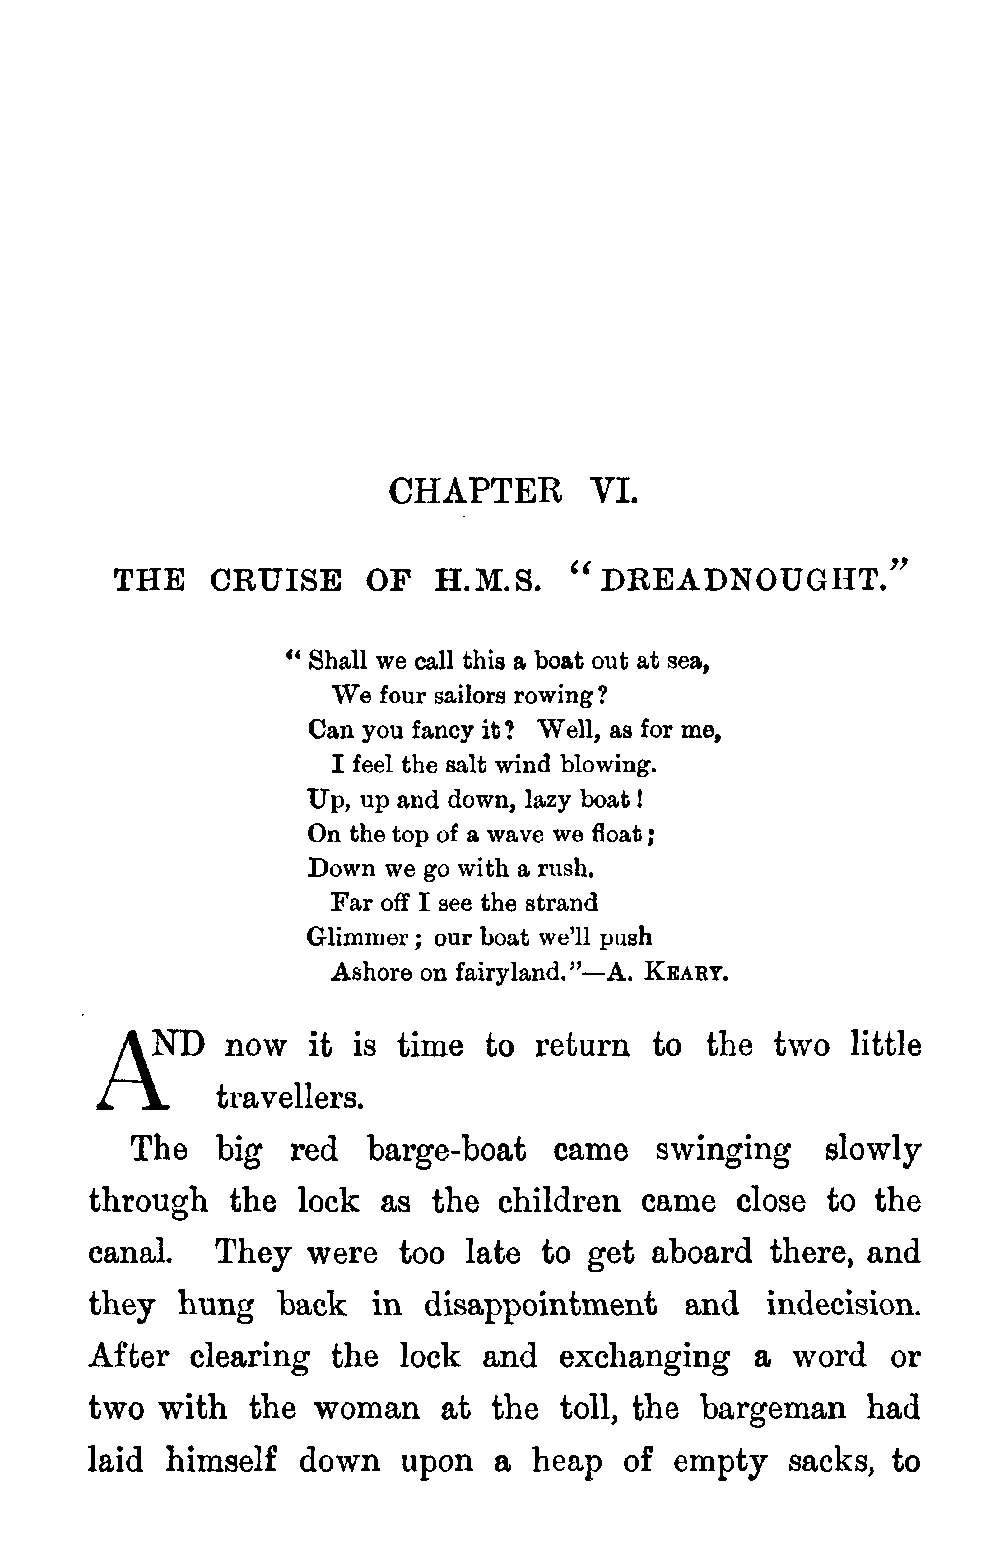 CHAPTER VI.
THE CRUISE OF H.M.S. “DREADNOUGHT.”
“Shall we call this a boat out at sea,
We four sailors rowing?
Can you fancy it? Well, as for me,
I feel the salt wind blowing.
Up, up and down, lazy boat!
On the top of a wave we float;
Down we go with a rush.
Far off I see the strand
Glimmer; our boat we’ll push
Ashore on fairyland.”—A. KEARY.
AND now it is time to return to the two little
travellers.
The big red barge-boat came swinging slowly
through the lock as the children came close to the
canal. They were too late to get aboard there, and
they hung back in disappointment and indecision.
After clearing the lock and exchanging a word or
two with the woman at the toll, the bargeman had
laid himself down upon a heap of empty sacks, to